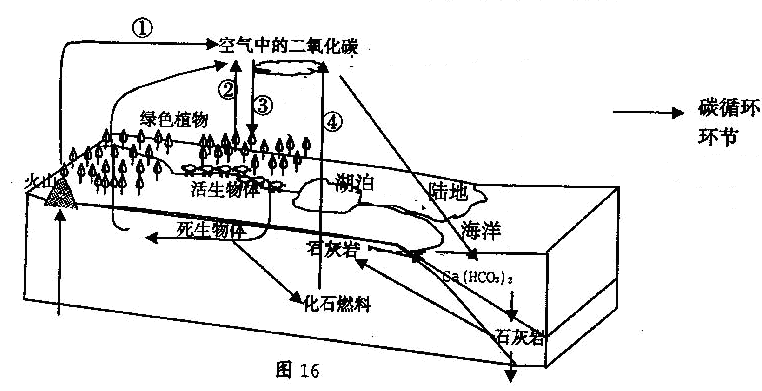 ①
空气中的二氧化碳
②
③
④
碳循环
环节
绿色植物
火山
活生物体
湖泊
陆地
海洋
死生物体
石灰岩
Ca(HCO₃)₂
化石燃料
石灰岩
图 16